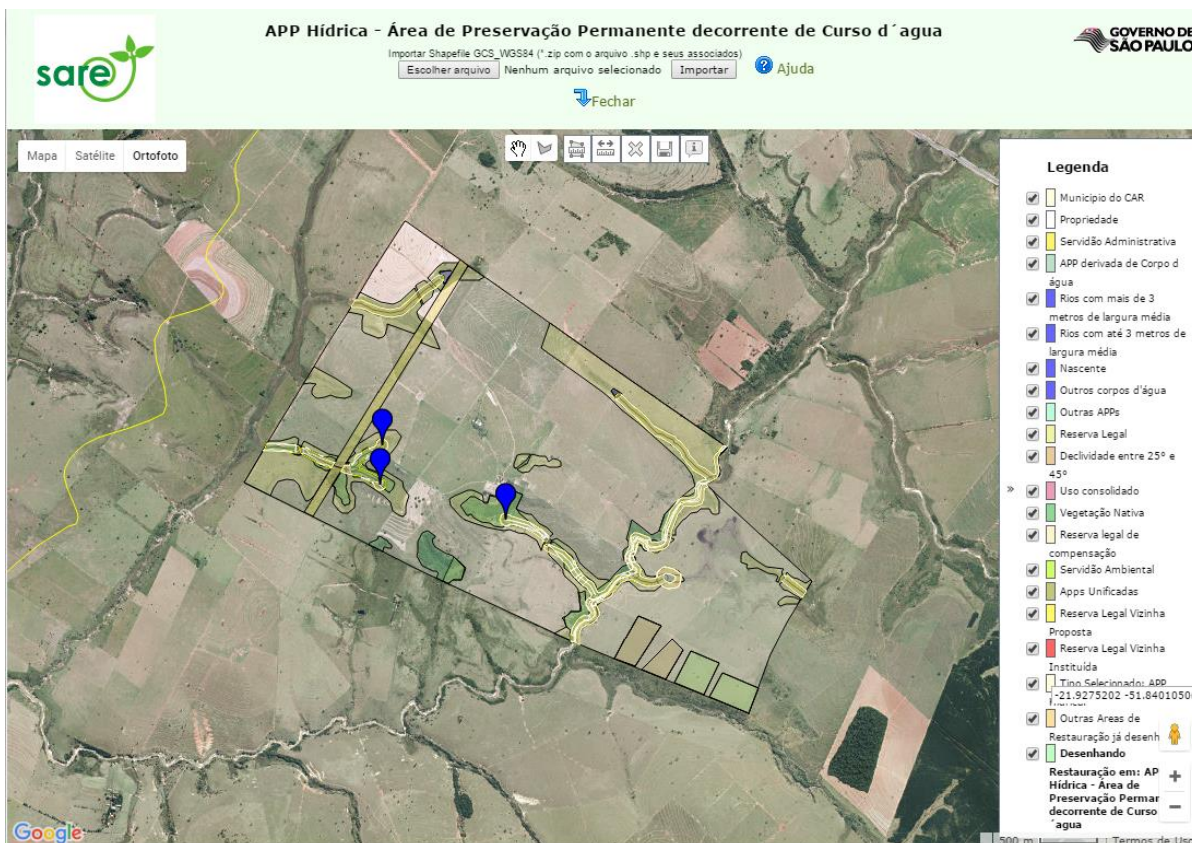 APP Hídrica - Área de Preservação Permanente decorrente de Curso d´agua
Importar Shapefile GCS_WGS84 (*.zip com o arquivo .shp e seus associados)
Escolher arquivo Nenhum arquivo selecionado Importar Ajuda
Fechar
sare
GOVERNO DE
SÃO PAULO
Mapa Satélite Ortofoto
Legenda
Municipio do CAR
Propriedade
Servidão Administrativa
APP derivada de Corpo d
água
Rios com mais de 3
metros de largura média
Rios com até 3 metros de
largura média
Nascente
Outros corpos d'água
Outras APPs
Reserva Legal
Declividade entre 25º e
45º
»
Uso consolidado
Vegetação Nativa
Reserva legal de
compensação
Servidão Ambiental
Apps Unificadas
Reserva Legal Vizinha
Proposta
Reserva Legal Vizinha
Instituída
Tipo Selecionado: APP
-21.9275202 -51.8401050
Outras Areas de
Restauração já desenh
Desenhando
Restauração em: AP
Hídrica - Área de
Preservação Permar
decorrente de Curso
´agua
Google
500 m Termos de Uso